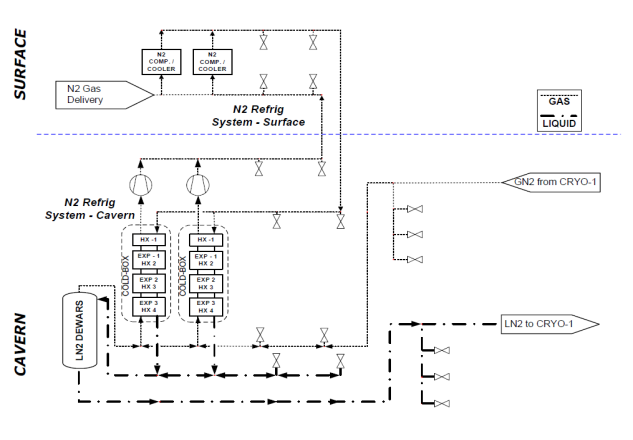 SURFACE
N2
COMP. /
COOLER
N2
COMP. /
COOLER
N2 Gas
Delivery
N2 Refrig
System - Surface
GAS
LIQUID
N2 Refrig
System - Cavern
GN2 from CRYO-1
COLD-BOX
HX -1
EXP - 1
HX 2
EXP 2
HX 3
EXP 3
HX 4
COLD-BOX
HX -1
EXP - 1
HX 2
EXP 2
HX 3
EXP 3
HX 4
LN2 DEWARS
CAVERN
LN2 to CRYO-1